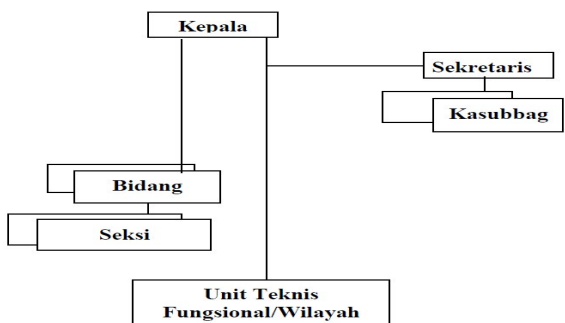 Kepala
Sekretaris
Kasubbag
Bidang
Seksi
Unit Teknis
Fungsional/Wilayah